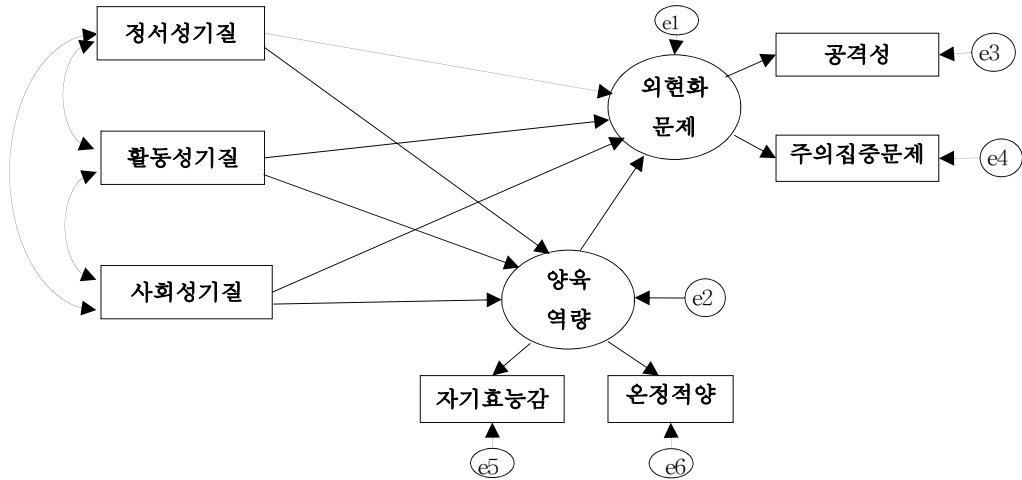 정서성기질
e1
공격성
e3
외현화
문제
활동성기질
주의집중문제
e4
사회성기질
양육
역량
e2
자기효능감
온정적양
e5
e6